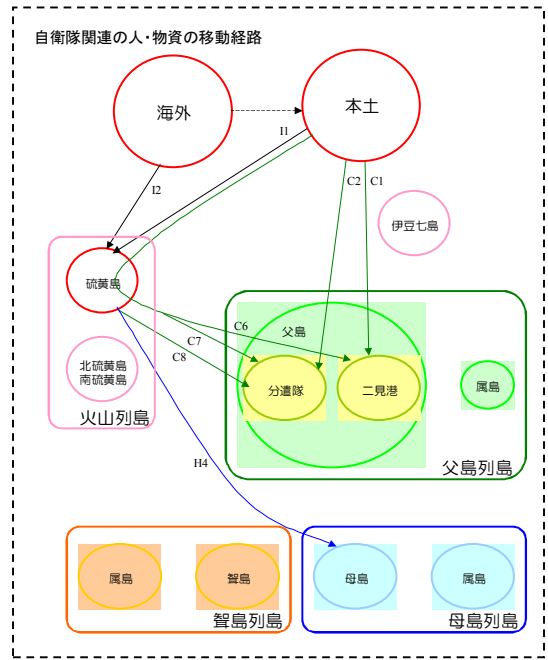 自衛隊関連の人・物資の移動経路
海外
本土
I1
I2
C2
C1
伊豆七島
硫黄島
父島
C6
C7
C8
北硫黄島
南硫黄島
分遣隊
二見港
属島
火山列島
父島列島
H4
属島
聟島
母島
属島
聟島列島
母島列島